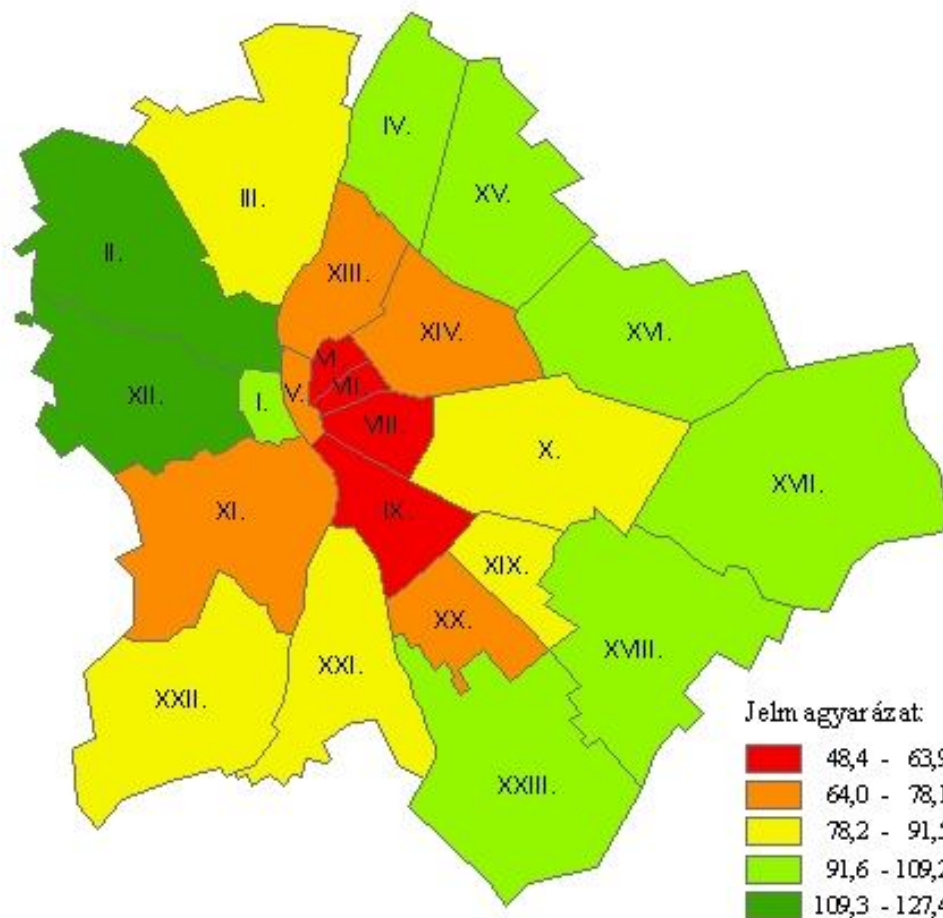 IV.
XV.
III.
II.
XIII.
XIV.
XVI.
VI.
VII.
XII.
I.
V.
VIII.
X.
XVII.
XI.
IX.
XIX.
XX.
XVIII.
XXI.
XXII.
XXIII.
Jelmagyarázat:
48,4 - 63,9
64,0 - 78,1
78,2 - 91,5
91,6 - 109,2
109,3 - 127,4